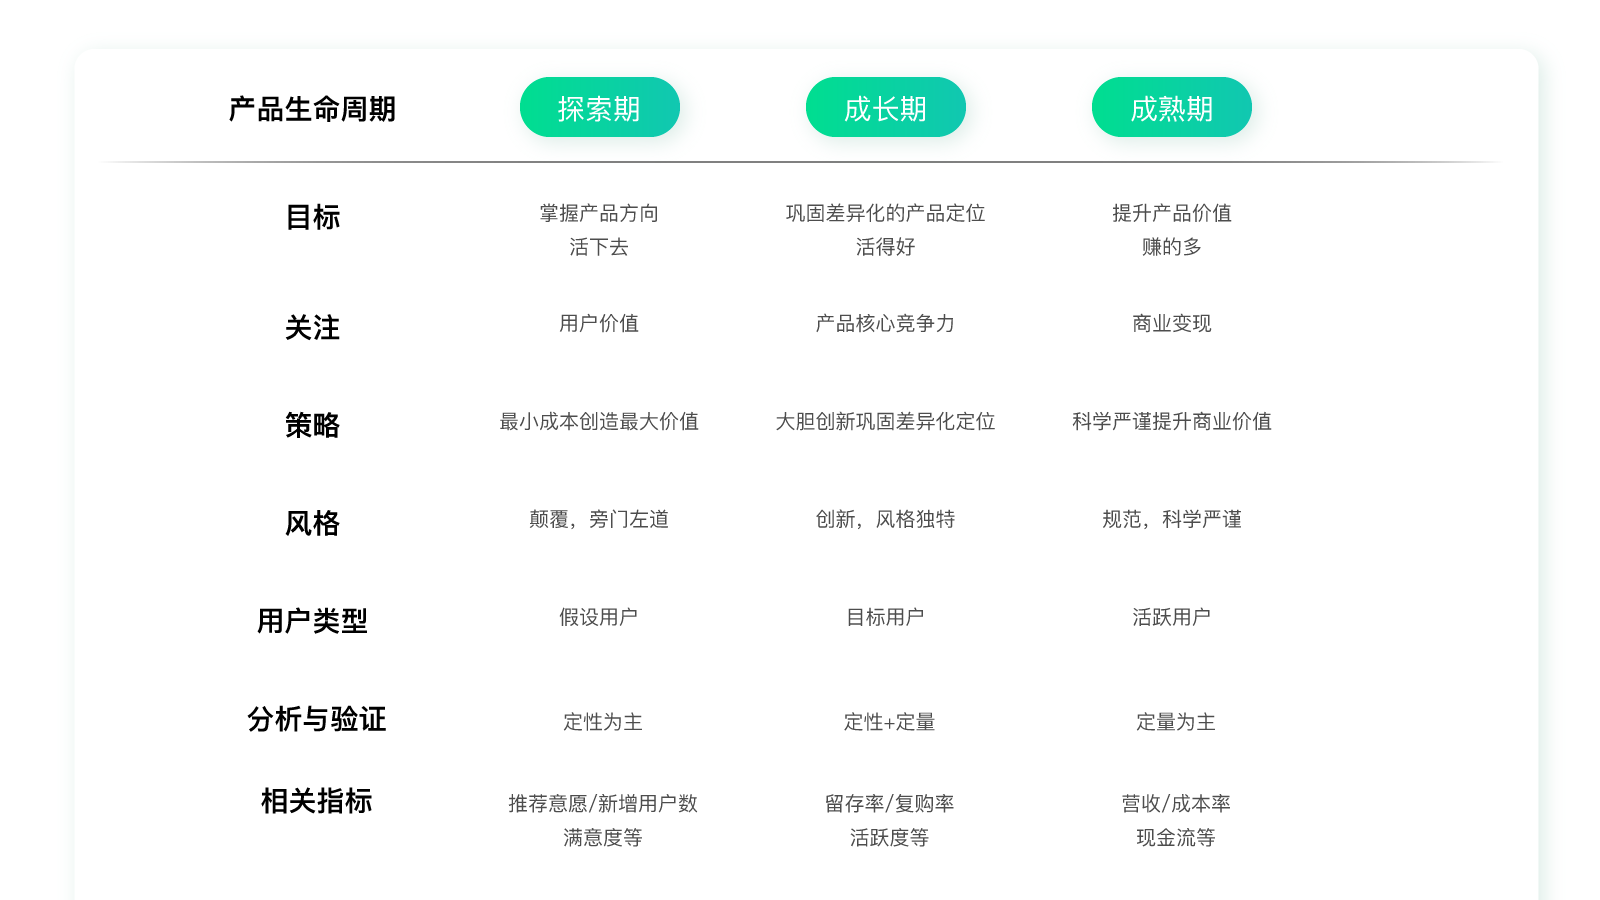 产品生命周期 探索期 成长期 成熟期
目标 掌握产品方向 巩固差异化的产品定位 提升产品价值
活下去 活得好 赚的多
关注 用户价值 产品核心竞争力 商业变现
策略 最小成本创造最大价值 大胆创新巩固差异化定位 科学严谨提升商业价值
风格 颠覆，旁门左道 创新，风格独特 规范，科学严谨
用户类型 假设用户 目标用户 活跃用户
分析与验证 定性为主 定性+定量 定量为主
相关指标 推荐意愿/新增用户数 留存率/复购率 营收/成本率
满意度等 活跃度等 现金流等